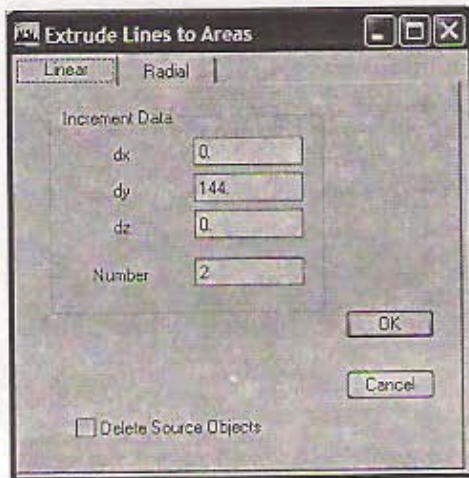 Extrude Lines to Areas
Linear Radial
Increment Data
dx 0.
dy 144.
dz 0.
Number 2
OK
Cancel
Delete Source Objects